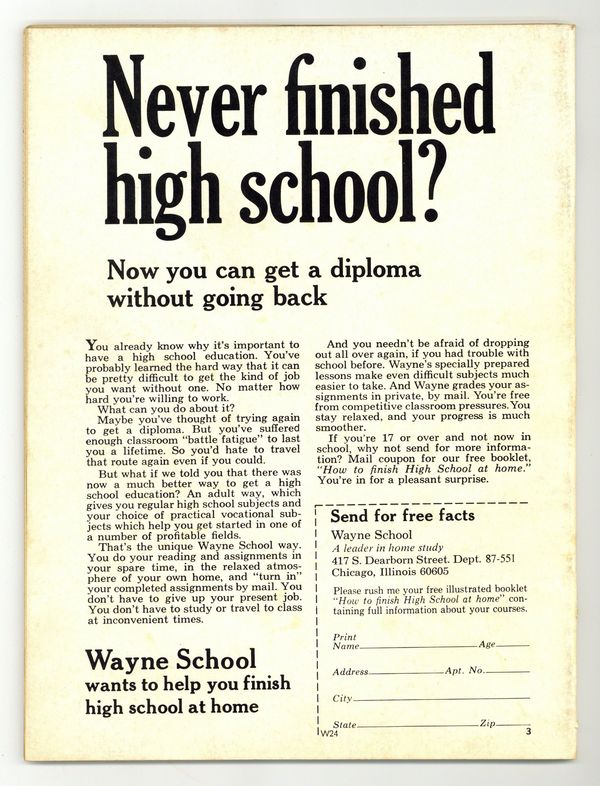 Never finished
high school?
Now you can get a diploma
without going back
You already know why it's important to
have a high school education. You've
probably learned the hard way that it can
be pretty difficult to get the kind of job
you want without one. No matter how
hard you're willing to work.
What can you do about it?
Maybe you've thought of trying again
to get a diploma. But you've suffered
enough classroom "battle fatigue" to last
you a lifetime. So you'd hate to travel
that route again even if you could.
But what if we told you that there was
now a much better way to get a high
school education? An adult way, which
gives you regular high school subjects and
your choice of practical vocational sub-
jects which help you get started in one of
a number of profitable fields.
That's the unique Wayne School way.
You do your reading and assignments in
your spare time, in the relaxed atmos-
phere of your own home, and "turn in"
your completed assignments by mail. You
don't have to give up your present job.
You don't have to study or travel to class
at inconvenient times.
Wayne School
wants to help you finish
high school at home
And you needn't be afraid of dropping
out all over again, if you had trouble with
school before. Wayne's specially prepared
lessons make even difficult subjects much
easier to take. And Wayne grades your as-
signments in private, by mail. You're free
from competitive classroom pressures. You
stay relaxed, and your progress is much
smoother.
If you're 17 or over and not now in
school, why not send for more informa-
tion? Mail coupon for our free booklet,
"How to finish High School at home."
You're in for a pleasant surprise.
Send for free facts
Wayne School
A leader in home study
417 S. Dearborn Street. Dept. 87-551
Chicago, Illinois 60605
Please rush me your free illustrated booklet
"How to finish High School at home" con-
taining full information about your courses.
Print
Name Age
Address Apt. No.
City
State Zip
W24 3